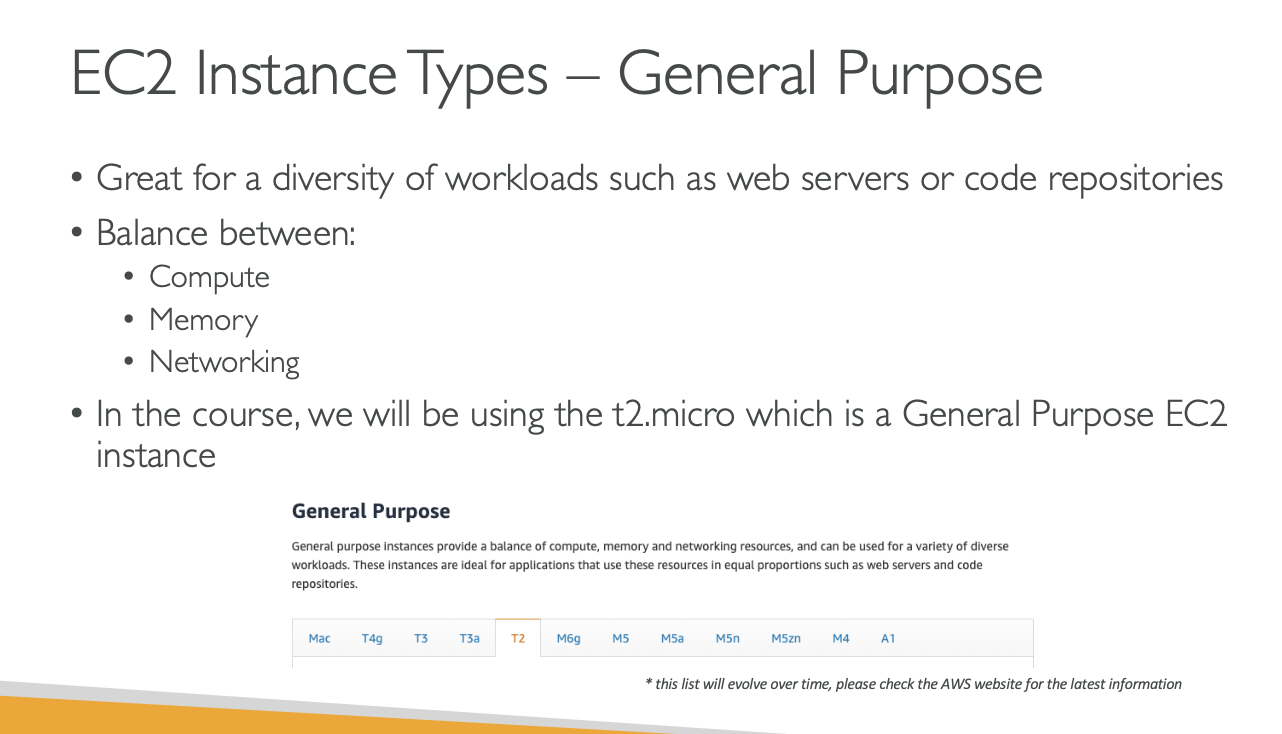 EC2 Instance Types – General Purpose
• Great for a diversity of workloads such as web servers or code repositories
• Balance between:
• Compute
• Memory
• Networking
• In the course, we will be using the t2.micro which is a General Purpose EC2
instance
General Purpose
General purpose instances provide a balance of compute, memory and networking resources, and can be used for a variety of diverse
workloads. These instances are ideal for applications that use these resources in equal proportions such as web servers and code
repositories.
Mac T4g T3 T3a T2 M6g M5 M5a M5n M5zn M4 A1
* this list will evolve over time, please check the AWS website for the latest information